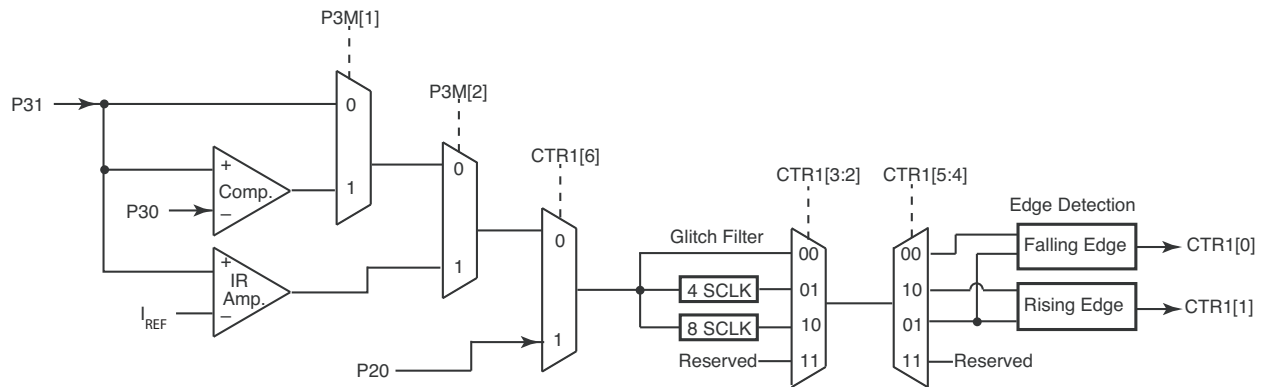 P3M[1]
P31
0
P3M[2]
+
Comp.
–
P30
1
0
CTR1[6]
CTR1[3:2]
CTR1[5:4]
Edge Detection
+
IR
Amp.
–
I REF
1
0
Glitch Filter
00
00
Falling Edge
CTR1[0]
4 SCLK
01
10
Rising Edge
CTR1[1]
8 SCLK
10
01
P20
1
Reserved
11
11
Reserved